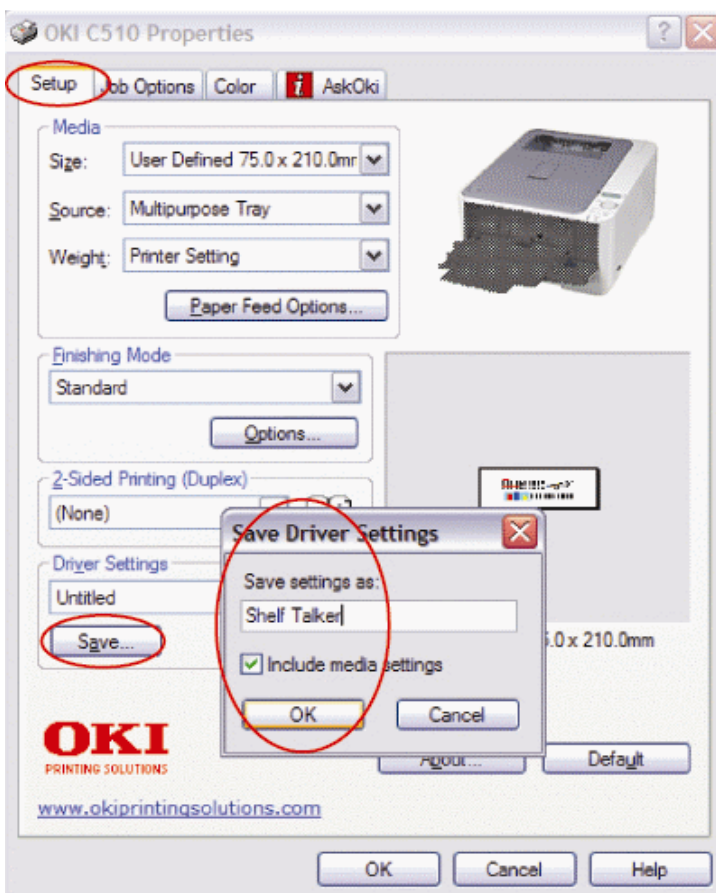 OKI C510 Properties
Setup Job Options Color i AskOki
Media
Size: User Defined 75.0 x 210.0mr
Source: Multipurpose Tray
Weight: Printer Setting
Paper Feed Options...
Finishing Mode
Standard
Options...
2-Sided Printing (Duplex)
(None)
Driver Settings
Untitled
Save...
Save Driver Settings
Save settings as:
Shelf Talker
Include media settings
OK Cancel
5.0 x 210.0mm
OKI
PRINTING SOLUTIONS
About... Default
www.okiprintingsolutions.com
OK Cancel Help